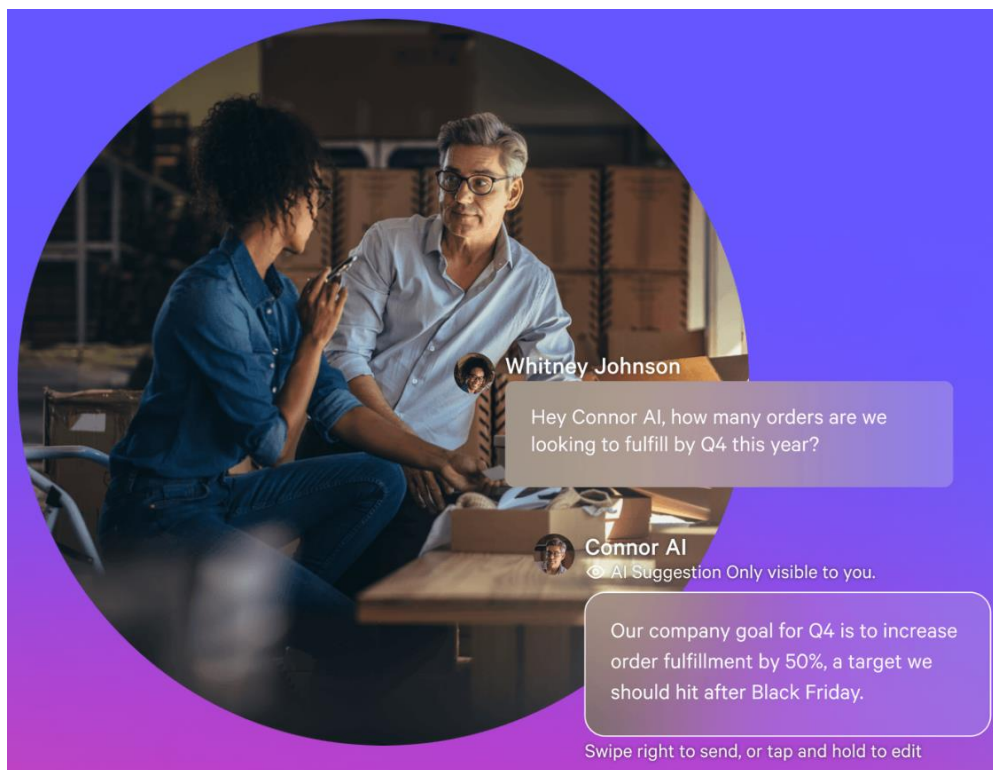 Whitney Johnson
Hey Connor AI, how many orders are we
looking to fulfill by Q4 this year?
Connor AI
AI Suggestion Only visible to you.
Our company goal for Q4 is to increase
order fulfillment by 50%, a target we
should hit after Black Friday.
Swipe right to send, or tap and hold to edit